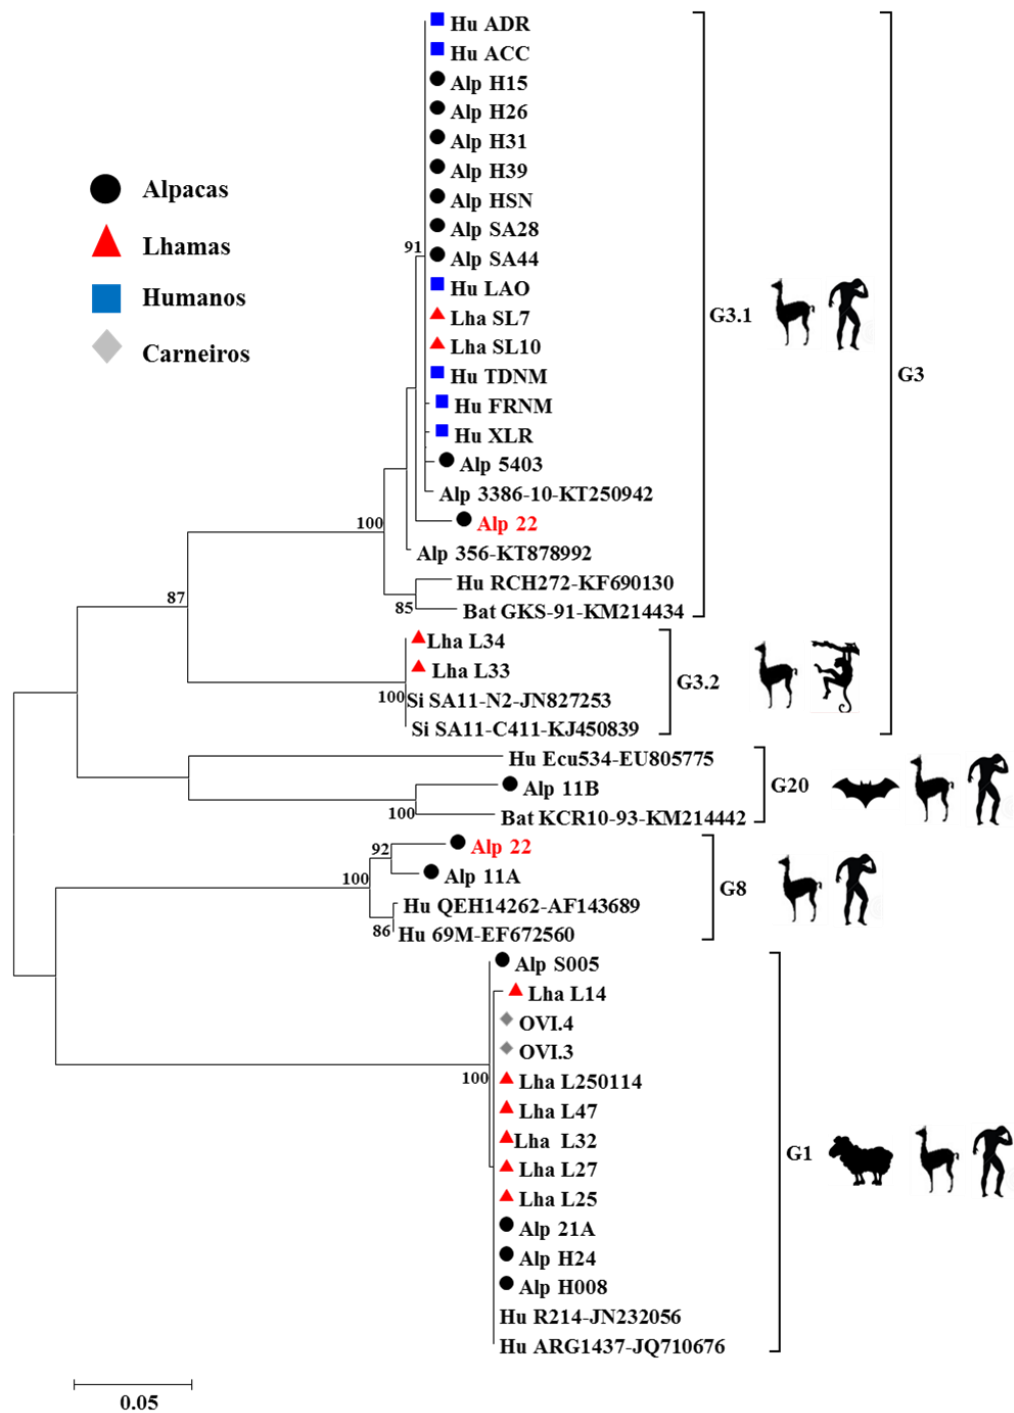 Hu ADR
Hu ACC
Alp H15
Alp H26
Alp H31
Alp H39
Alp HSN
Alp SA28
Alp SA44
91
Hu LAO
Lha SL7
Lha SL10
Hu TDNM
Hu FRNM
Hu XLR
Alp 5403
Alp 3386-10-KT250942
Alp 22
100
Alp 356-KT878992
Hu RCH272-KF690130
85
Bat GKS-91-KM214434
87
G3.1
G3
Alpacas
Lhamas
Humanos
Carneiros
Lha L34
Lha L33
100
Si SA11-N2-JN827253
Si SA11-C411-KJ450839
G3.2
Hu Ecu534-EU805775
Alp 11B
100
Bat KCR10-93-KM214442
G20
92
Alp 22
100
Alp 11A
Hu QEH14262-AF143689
86
Hu 69M-EF672560
G8
Alp S005
Lha L14
OVI.4
OVI.3
100
Lha L250114
Lha L47
Lha L32
Lha L27
Lha L25
Alp 21A
Alp H24
Alp H008
Hu R214-JN232056
Hu ARG1437-JQ710676
G1
0.05